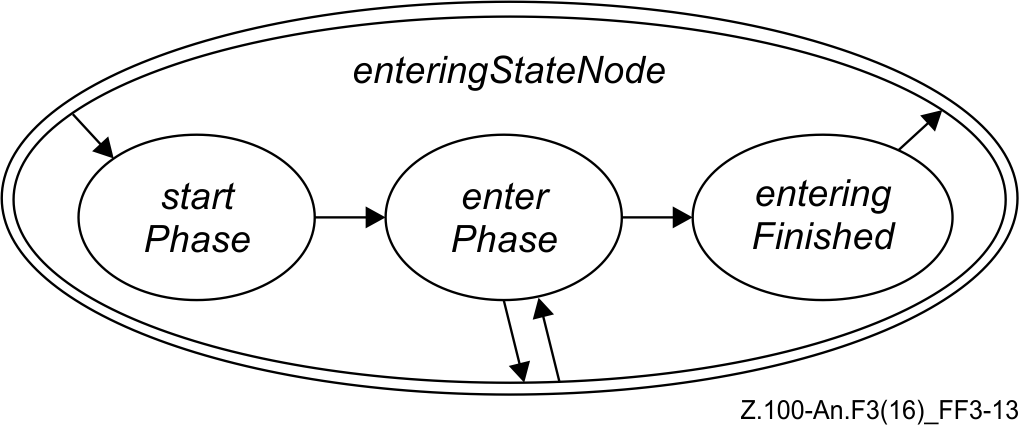 enteringStateNode
start
Phase
enter
Phase
entering
Finished
Z.100-An.F3(16)_FF3-13